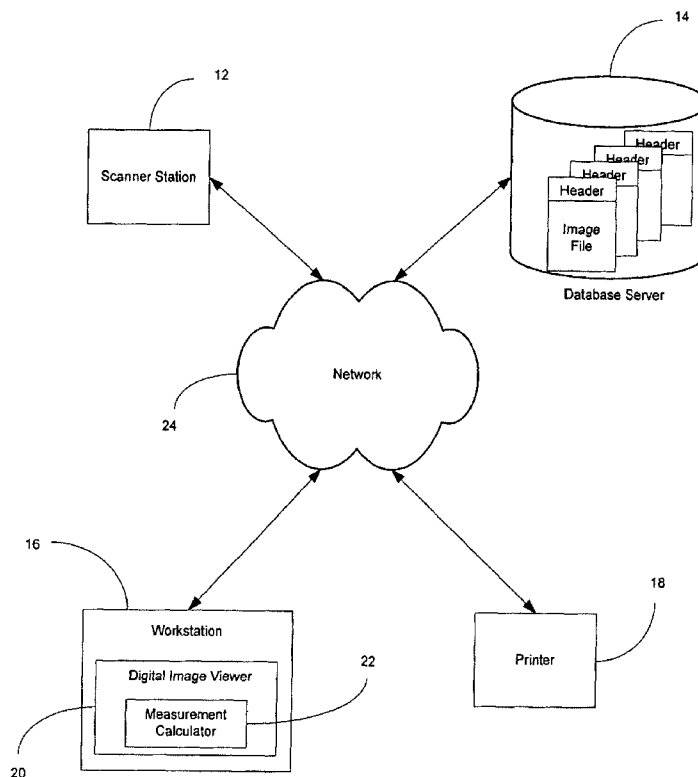 12
14
Scanner Station
Header
Header
Header
Header
Image
File
Database Server
Network
24
16
18
Workstation
22
Printer
Digital Image Viewer
Measurement
Calculator
20